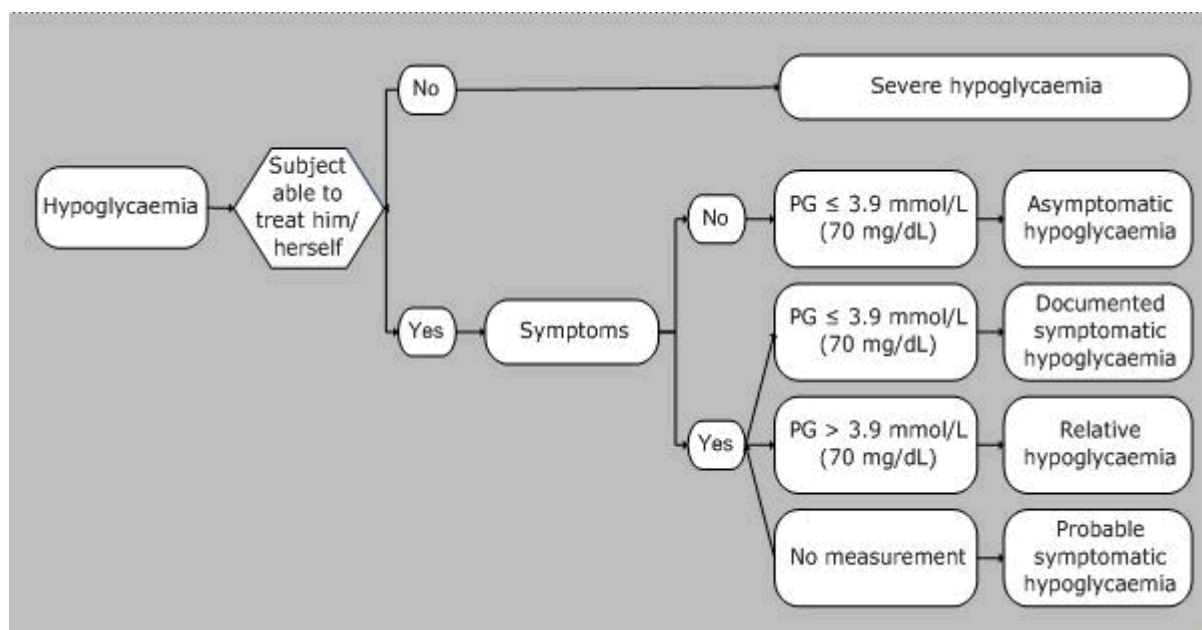 Hypoglycaemia
Subject
able to
treat him/
herself
No
Severe hypoglycaemia
Yes
Symptoms
No
PG ≤ 3.9 mmol/L
(70 mg/dL)
Asymptomatic
hypoglycaemia
Yes
PG ≤ 3.9 mmol/L
(70 mg/dL)
Documented
symptomatic
hypoglycaemia
PG > 3.9 mmol/L
(70 mg/dL)
Relative
hypoglycaemia
No measurement
Probable
symptomatic
hypoglycaemia